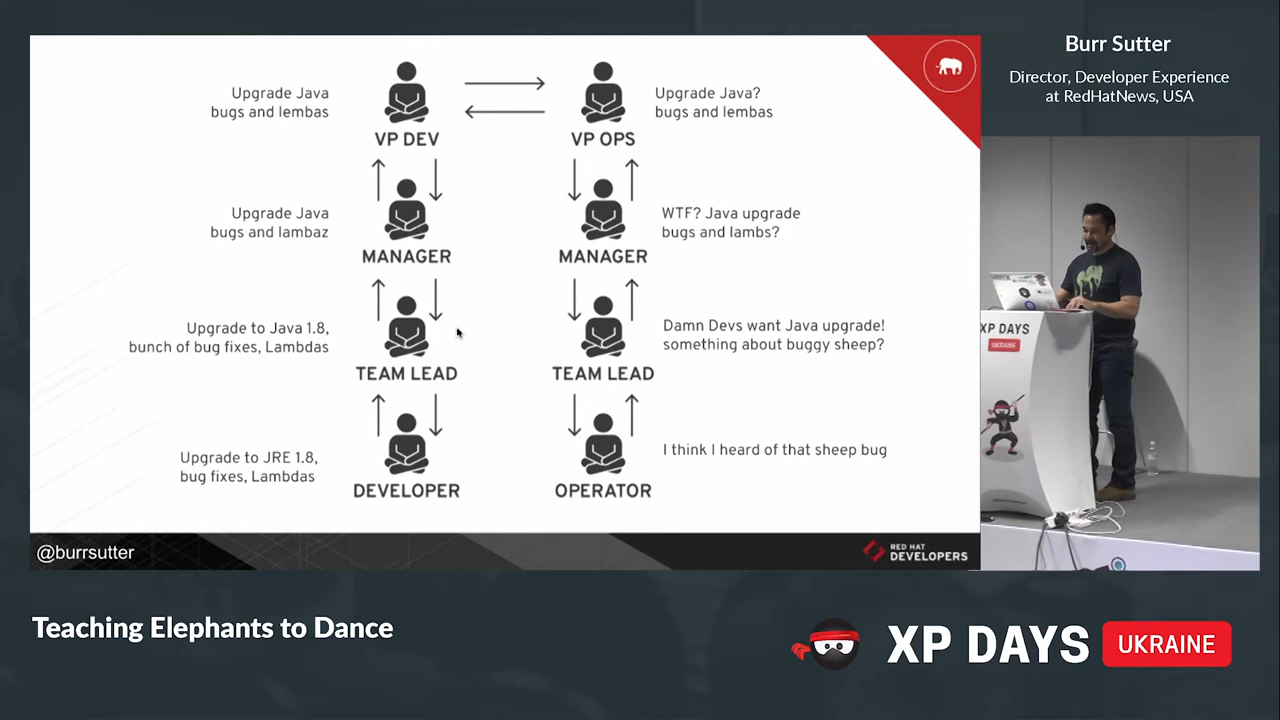 Burr Sutter
Director, Developer Experience
at RedHatNews, USA
Upgrade Java
bugs and lembas
VP DEV
VP OPS
Upgrade Java?
bugs and lembas
Upgrade Java
bugs and lambaz
MANAGER
MANAGER
WTF? Java upgrade
bugs and lambs?
Upgrade to Java 1.8,
bunch of bug fixes, Lambdas
TEAM LEAD
TEAM LEAD
Damn Devs want Java upgrade!
something about buggy sheep?
Upgrade to JRE 1.8,
bug fixes, Lambdas
DEVELOPER
OPERATOR
I think I heard of that sheep bug
@burrsutter
RED HAT
DEVELOPERS
XP DAYS
UKRAINE
Teaching Elephants to Dance
XP DAYS UKRAINE